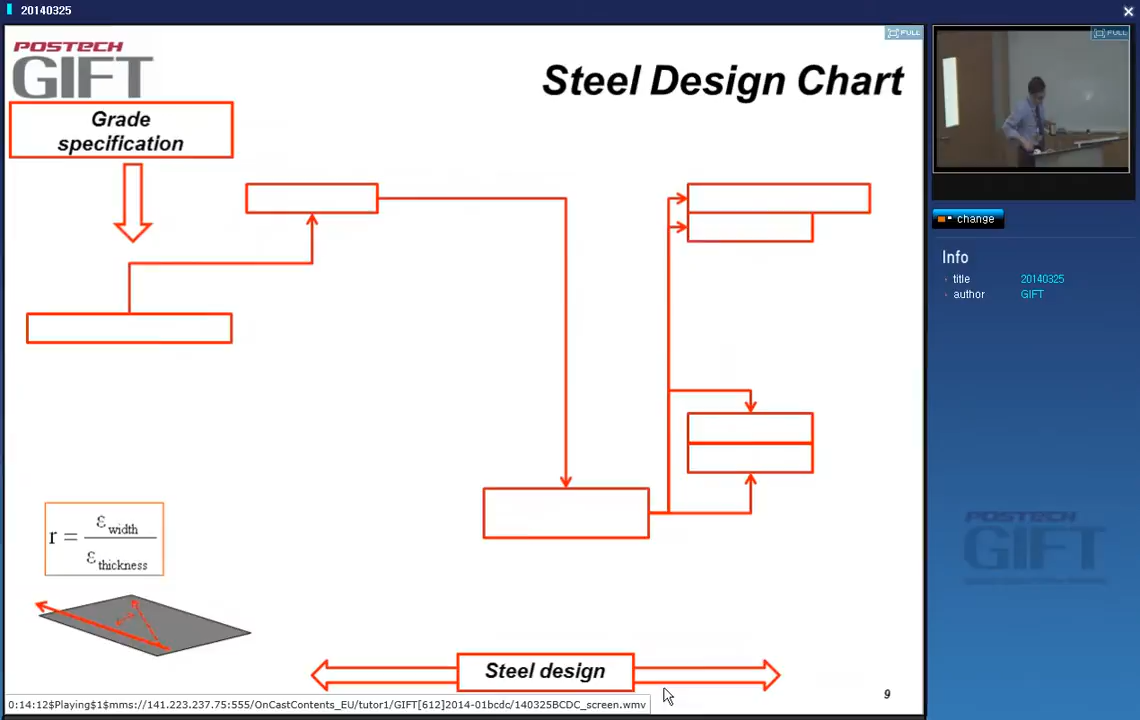 20140325
POSTECH
GIFT
Steel Design Chart
FULL
FULL
Grade
specification
change
Info
title 20140325
author GIFT
r = εwidth
εthickness
POSTECH
GIFT
Steel design
9
0:14:12$Playing$1$mms://141.223.237.75:555/OnCastContents_EU/tutor1/GIFT[612]2014-01bcdc/140325BCDC_screen.wmv